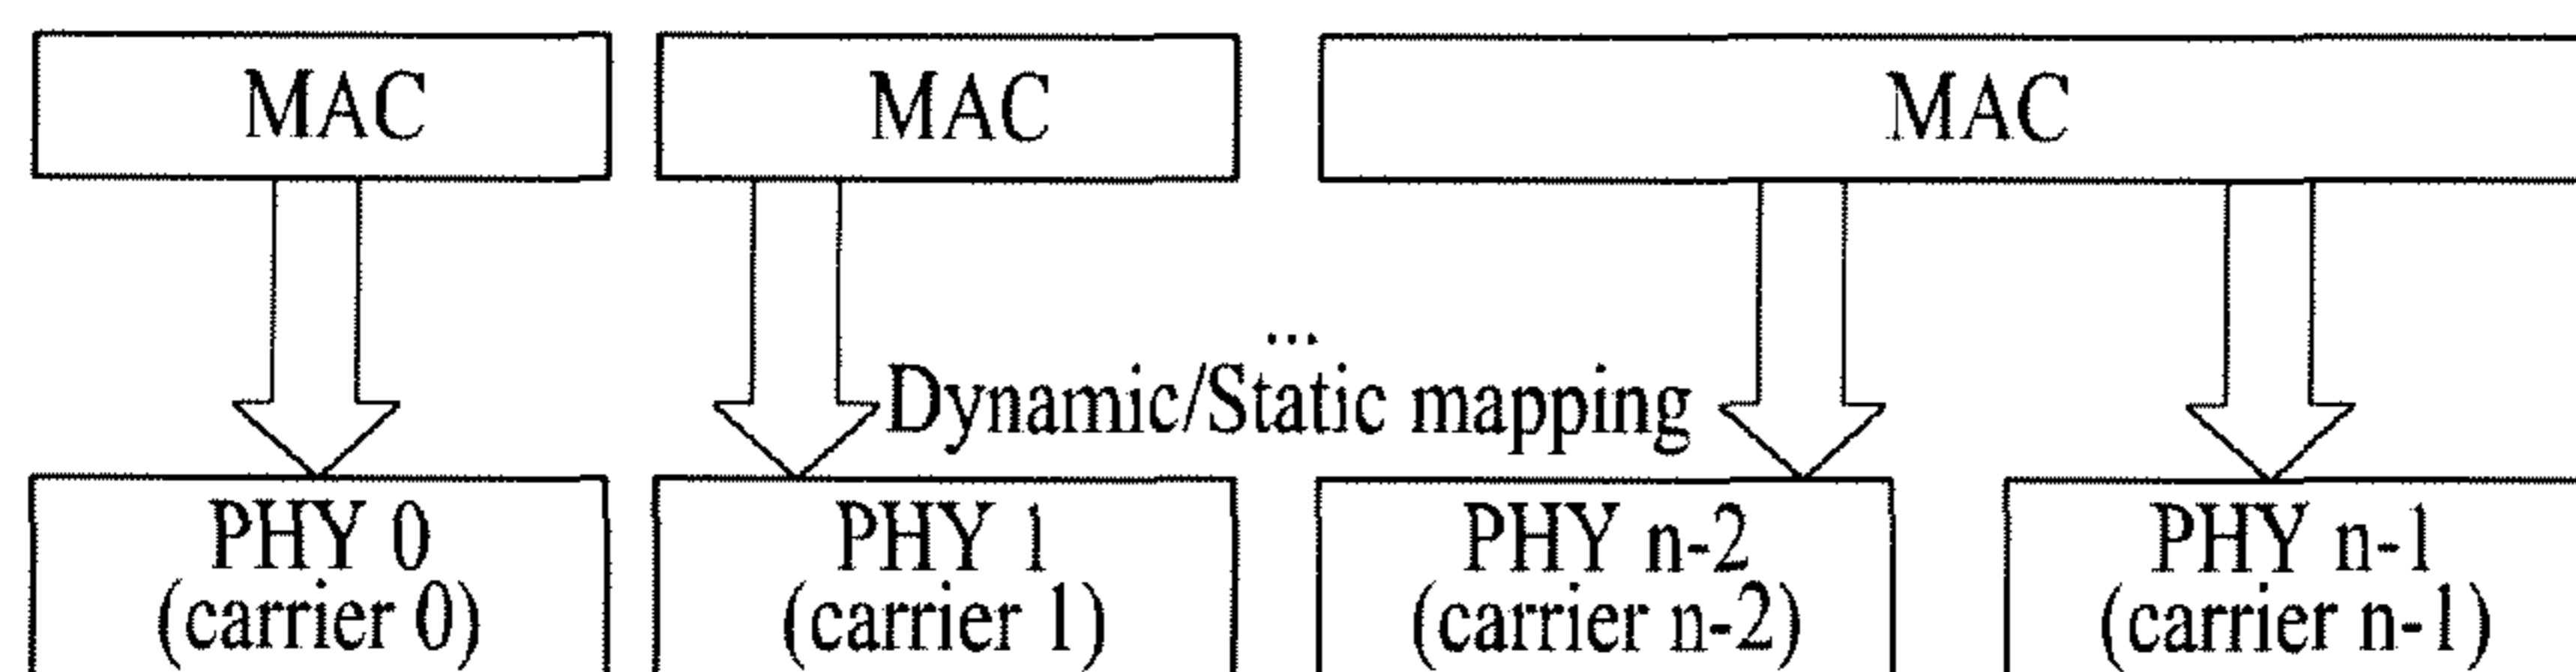 MAC
MAC
MAC
...
Dynamic/Static mapping
PHY 0
(carrier 0)
PHY 1
(carrier 1)
PHY n-2
(carrier n-2)
PHY n-1
(carrier n-1)